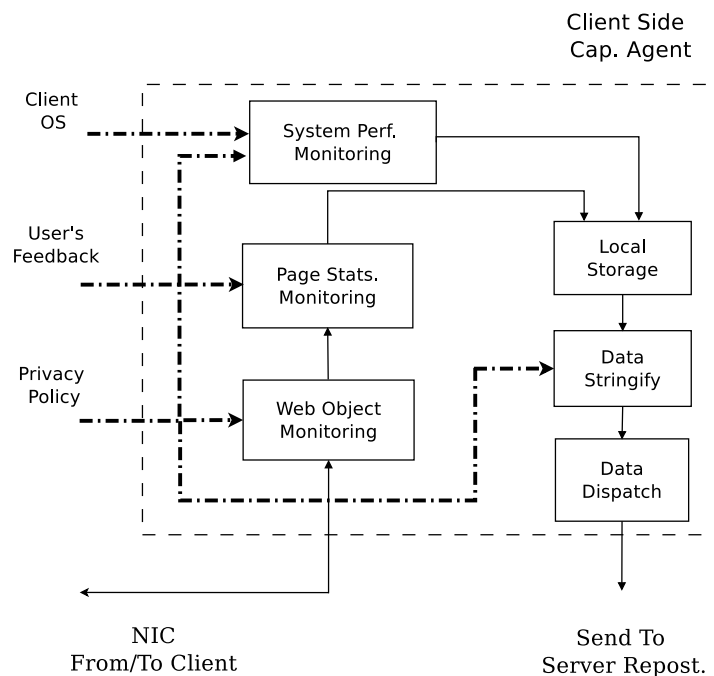 Client Side
Cap. Agent
Client
OS
System Perf.
Monitoring
User's
Feedback
Page Stats.
Monitoring
Local
Storage
Privacy
Policy
Web Object
Monitoring
Data
Stringify
Data
Dispatch
NIC
From/To Client
Send To
Server Repost.